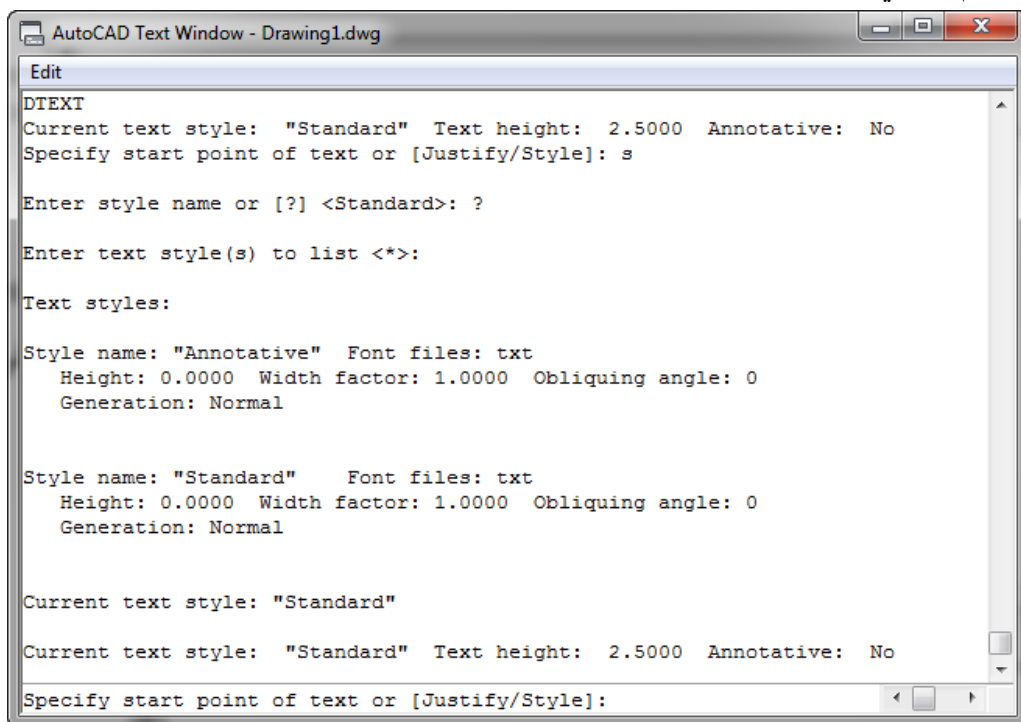 AutoCAD Text Window - Drawing1.dwg
Edit
DTEXT
Current text style:  "Standard"  Text height:  2.5000  Annotative:  No
Specify start point of text or [Justify/Style]: s
Enter style name or [?] <Standard>: ?
Enter text style(s) to list <*>:
Text styles:
Style name: "Annotative"  Font files: txt
   Height: 0.0000  Width factor: 1.0000  Obliquing angle: 0
   Generation: Normal
Style name: "Standard"    Font files: txt
   Height: 0.0000  Width factor: 1.0000  Obliquing angle: 0
   Generation: Normal
Current text style: "Standard"
Current text style:  "Standard"  Text height:  2.5000  Annotative:  No
Specify start point of text or [Justify/Style]: